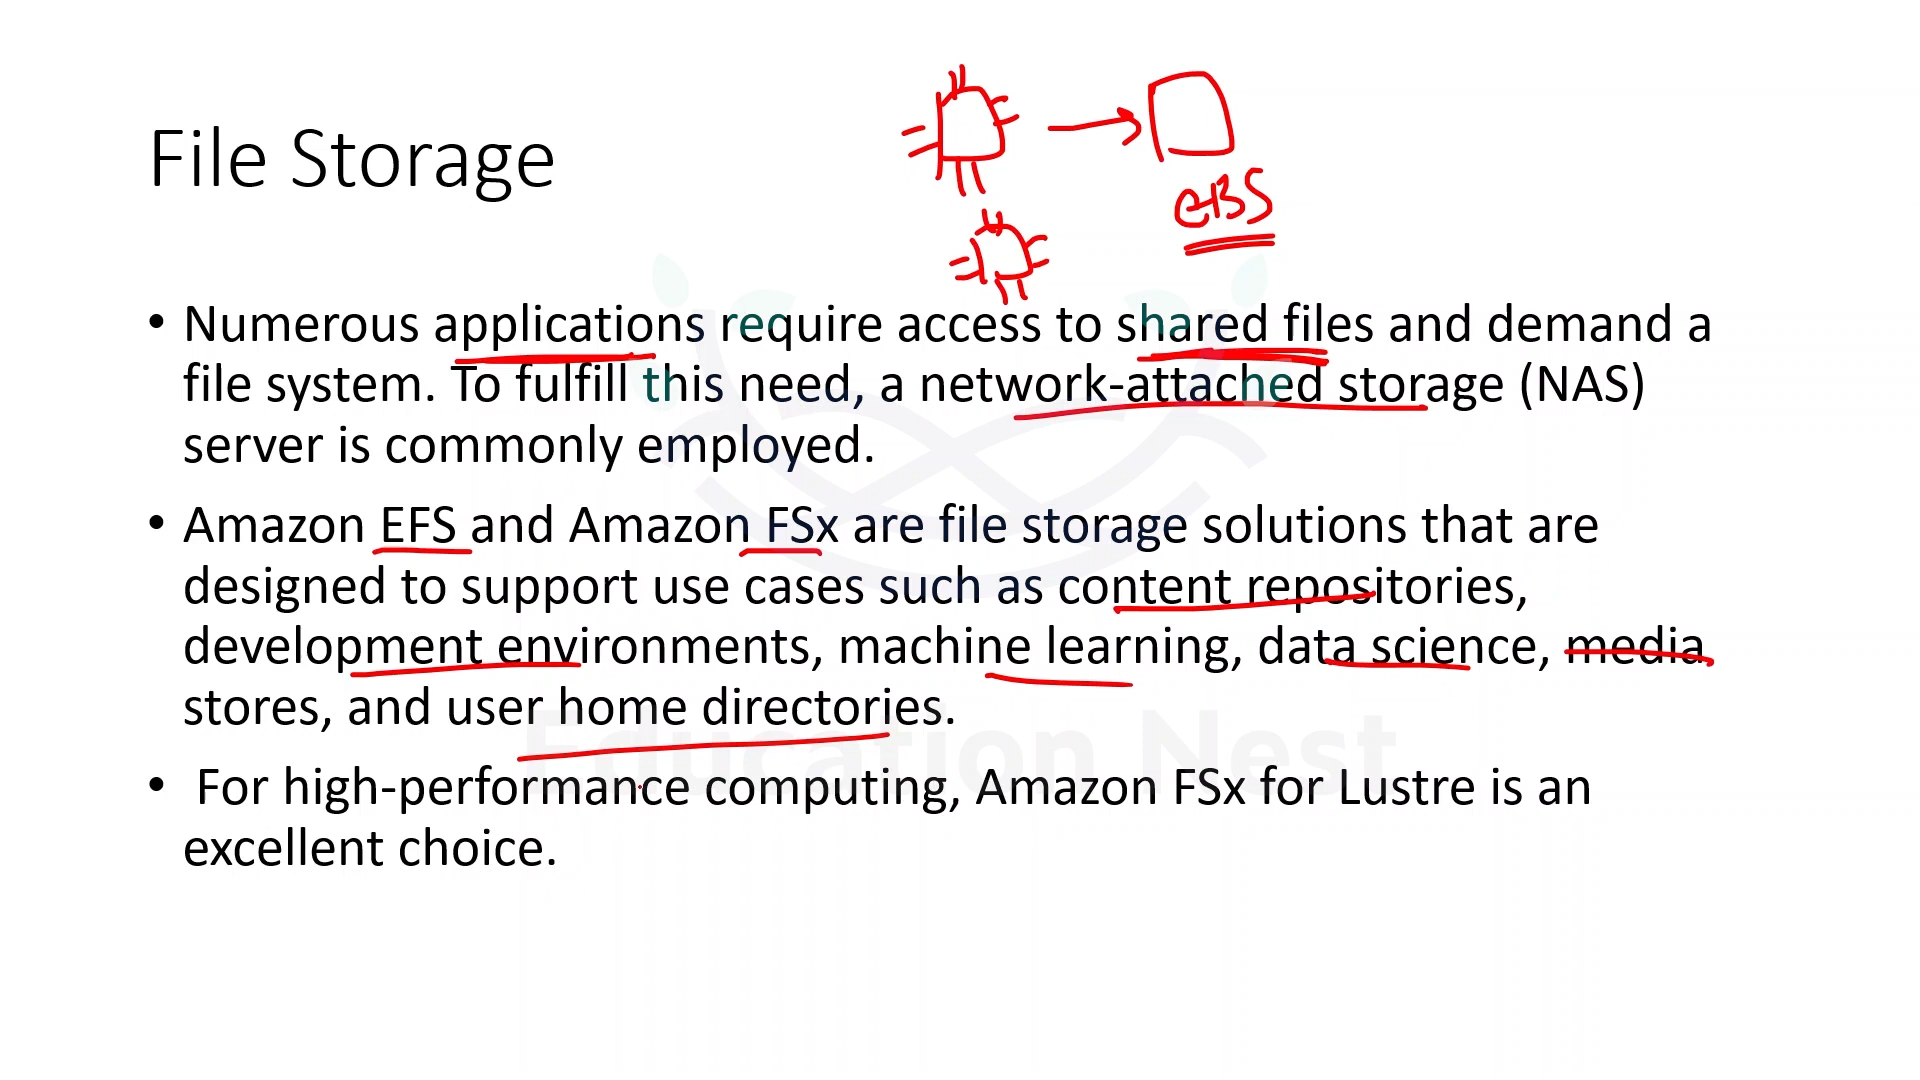 File Storage
eBS
• Numerous applications require access to shared files and demand a
file system. To fulfill this need, a network-attached storage (NAS)
server is commonly employed.
• Amazon EFS and Amazon FSx are file storage solutions that are
designed to support use cases such as content repositories,
development environments, machine learning, data science, media
stores, and user home directories.
• For high-performance computing, Amazon FSx for Lustre is an
excellent choice.
Education Nest